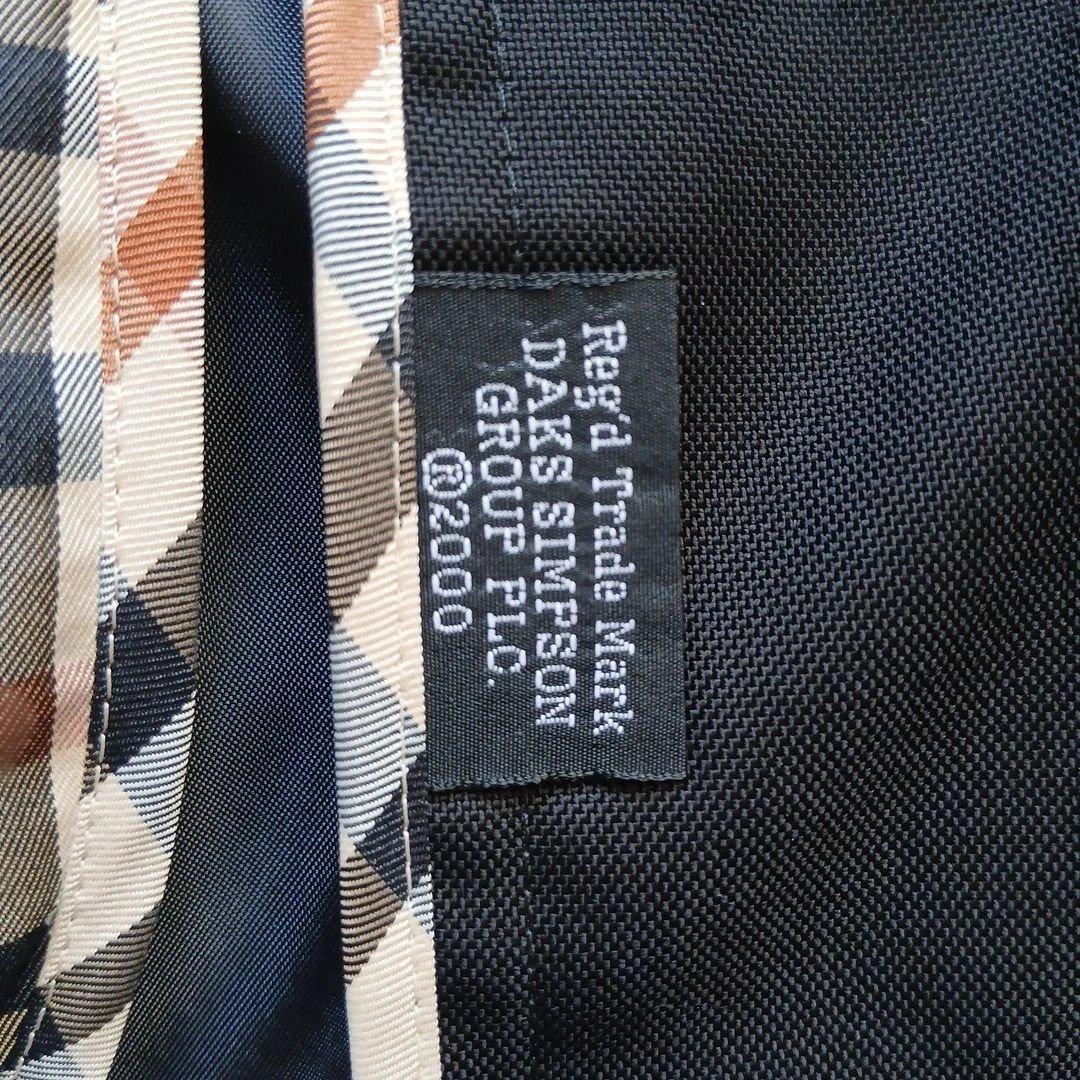 Reg'd Trade Mark
DAKS SIMPSON
GROUP PLC.
®2000